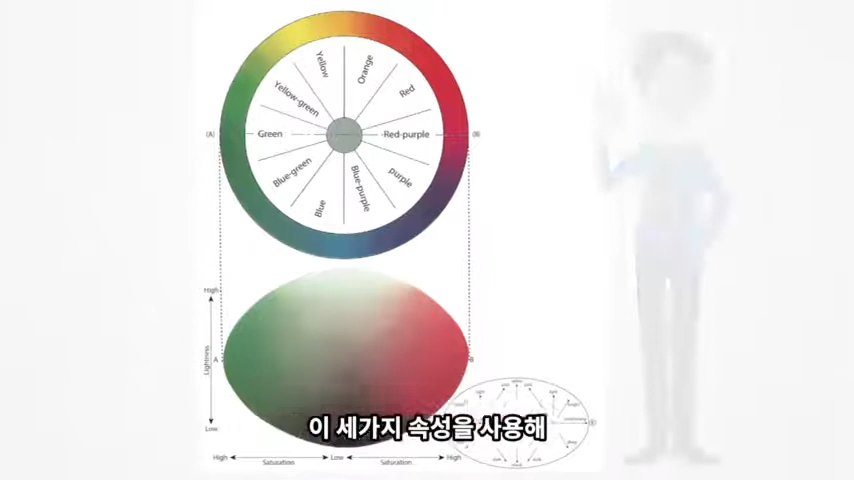 Yellow
Orange
Yellow-green
Red
(A)
Green
Red-purple
(B)
Blue-green
purple
Blue
Blue-purple
High
Lightness
A
B
Low
이 세가지 속성을 사용해
High
Saturation
Low
Saturation
High